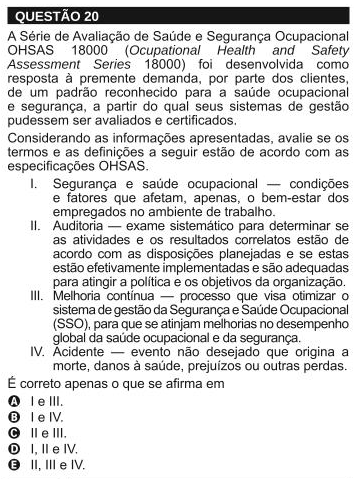 QUESTÃO 20
A Série de Avaliação de Saúde e Segurança Ocupacional
OHSAS 18000 (Ocupational Health and Safety
Assessment Series 18000) foi desenvolvida como
resposta à premente demanda, por parte dos clientes,
de um padrão reconhecido para a saúde ocupacional
e segurança, a partir do qual seus sistemas de gestão
pudessem ser avaliados e certificados.
Considerando as informações apresentadas, avalie se os
termos e as definições a seguir estão de acordo com as
especificações OHSAS.
I. Segurança e saúde ocupacional — condições
e fatores que afetam, apenas, o bem-estar dos
empregados no ambiente de trabalho.
II. Auditoria — exame sistemático para determinar se
as atividades e os resultados correlatos estão de
acordo com as disposições planejadas e se estas
estão efetivamente implementadas e são adequadas
para atingir a política e os objetivos da organização.
III. Melhoria contínua — processo que visa otimizar o
sistema de gestão da Segurança e Saúde Ocupacional
(SSO), para que se atinjam melhorias no desempenho
global da saúde ocupacional e da segurança.
IV. Acidente — evento não desejado que origina a
morte, danos à saúde, prejuízos ou outras perdas.
É correto apenas o que se afirma em
A I e III.
B I e IV.
C II e III.
D I, II e IV.
E II, III e IV.